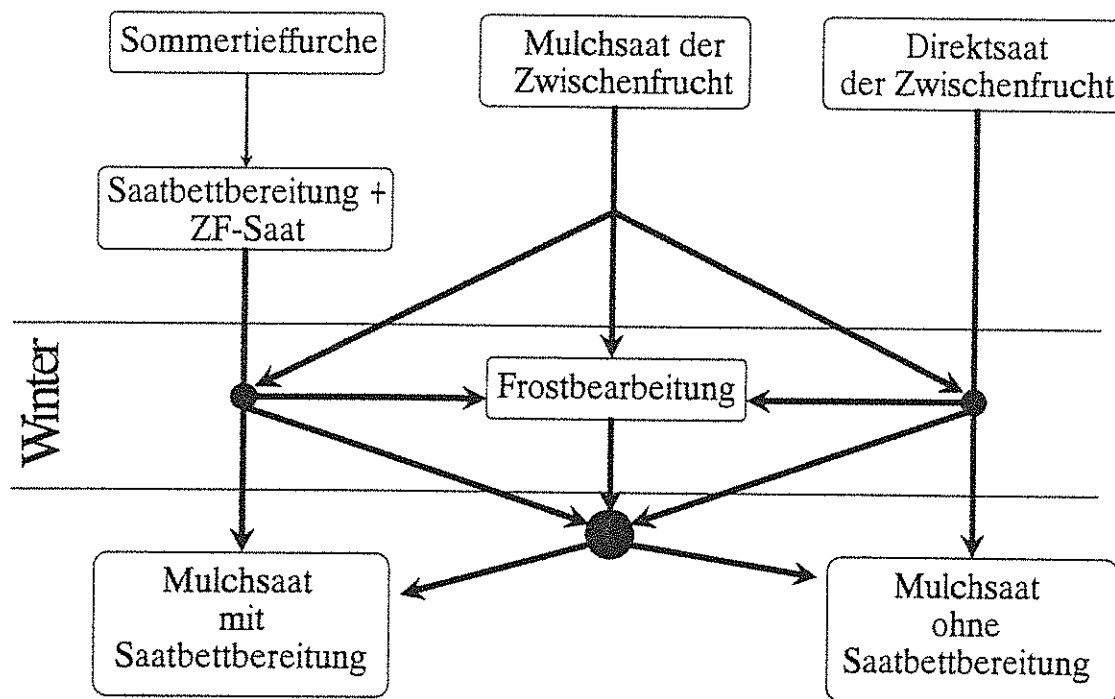 Sommertieffurche
Mulchsaat der
Zwischenfrucht
Direktsaat
der Zwischenfrucht
Saatbettbereitung +
ZF-Saat
Winter
Frostbearbeitung
Mulchsaat
mit
Saatbettbereitung
Mulchsaat
ohne
Saatbettbereitung